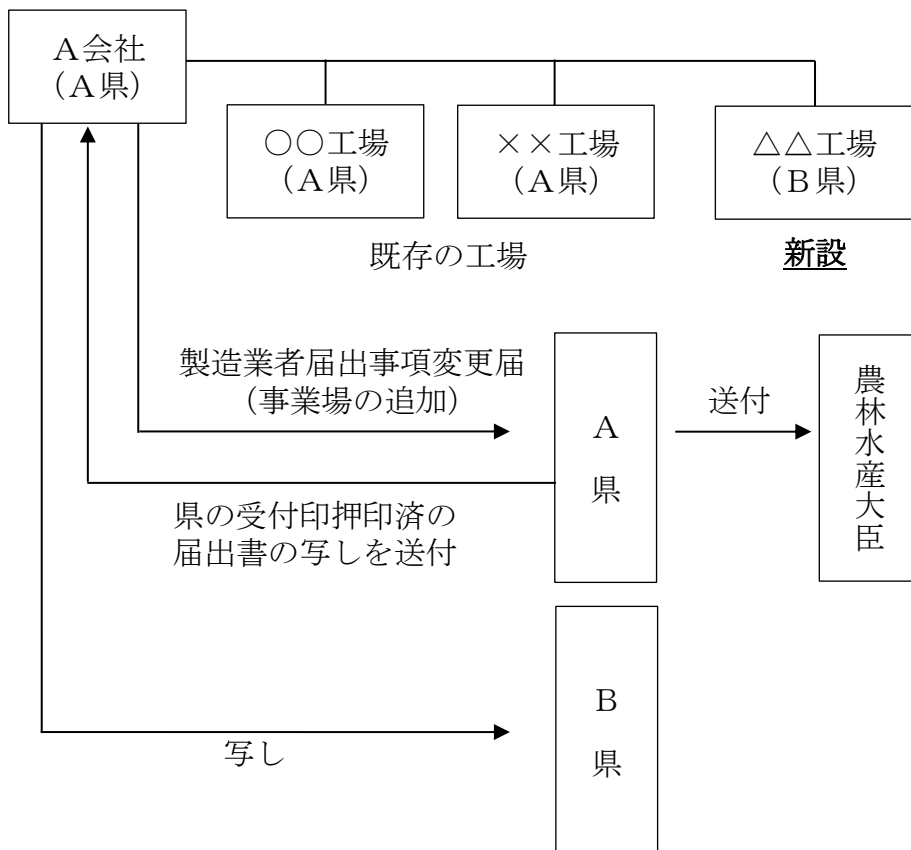 A会社
(A県)
○○工場
(A県)
××工場
(A県)
△△工場
(B県)
既存の工場
新設
製造業者届出事項変更届
(事業場の追加)
A
県
送付
農林水産大臣
県の受付印押印済の
届出書の写しを送付
B
県
写し